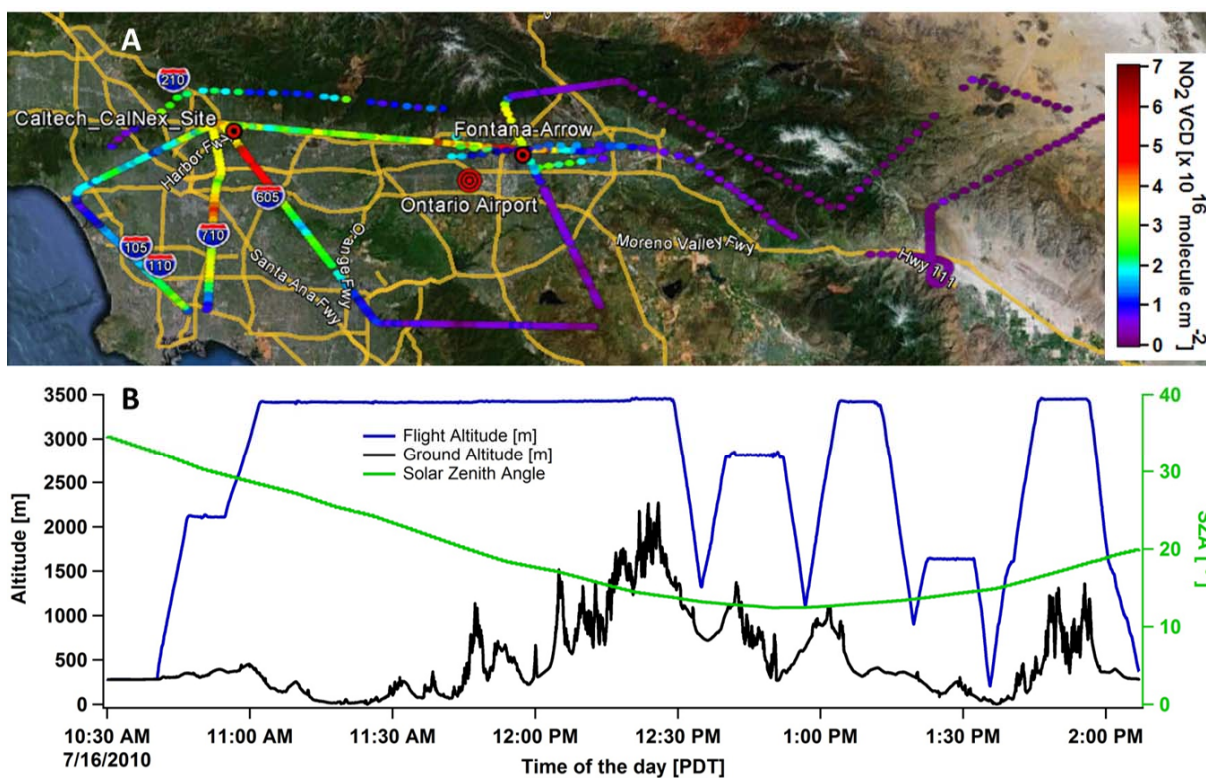 A
210
Caltech_CalNex_Site
Harbor Fw
Fontana-Arrow
605
Ontario Airport
710
105
110
Santa Ana Fwy
Orange Fwy
Moreno Valley Fwy
Hwy 111
7
6
5
4
3
2
1
0
NO2 VCD [x 10^16 molecule cm^-2]
B
3500
3000
2500
2000
1500
1000
500
0
Altitude [m]
Flight Altitude [m]
Ground Altitude [m]
Solar Zenith Angle
40
30
20
10
0
10:30 AM
11:00 AM
11:30 AM
12:00 PM
12:30 PM
1:00 PM
1:30 PM
2:00 PM
7/16/2010
Time of the day [PDT]